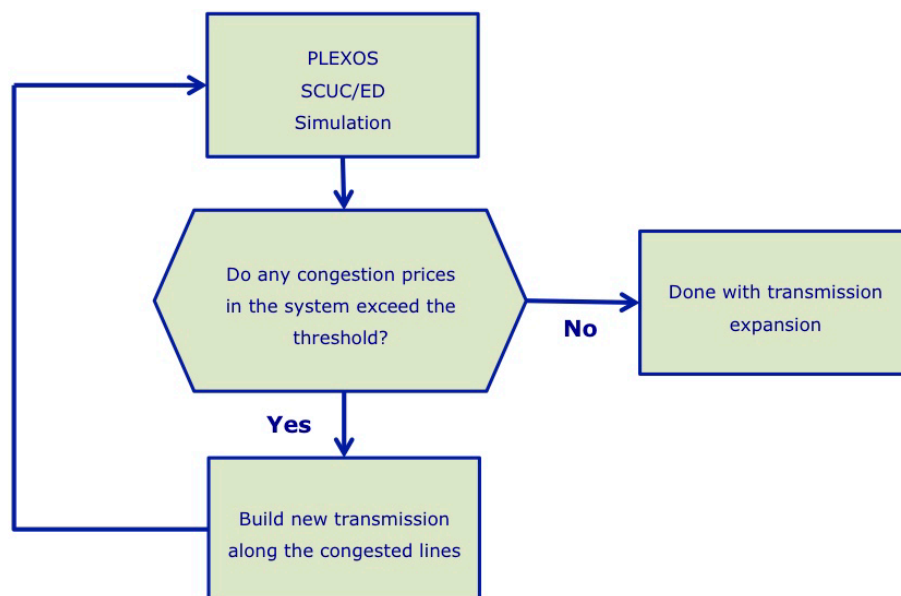 PLEXOS
SCUC/ED
Simulation
Do any congestion prices
in the system exceed the
threshold?
No
Done with transmission
expansion
Yes
Build new transmission
along the congested lines